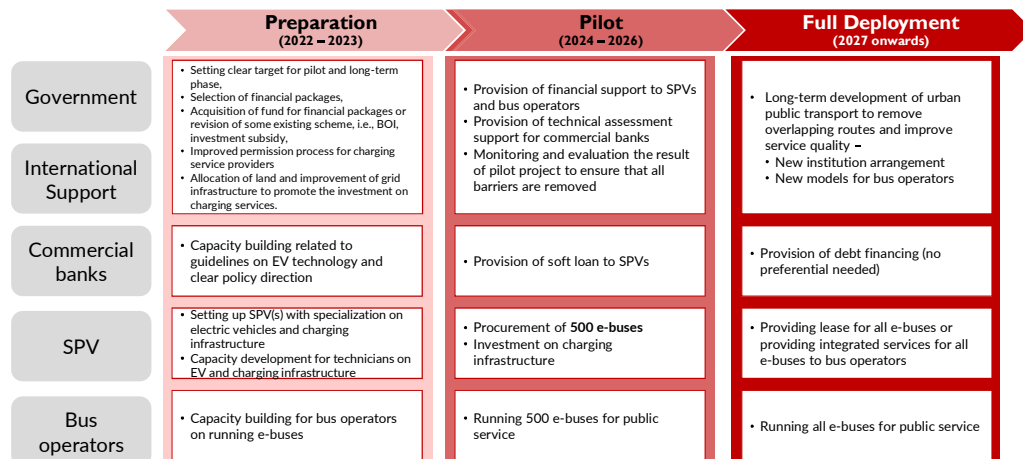 Preparation
(2022 – 2023)
Pilot
(2024 – 2026)
Full Deployment
(2027 onwards)
Government
International
Support
• Setting clear target for pilot and long-term
phase,
• Selection of financial packages,
• Acquisition of fund for financial packages or
revision of some existing scheme, i.e., BOI,
investment subsidy,
• Improved permission process for charging
service providers
• Allocation of land and improvement of grid
infrastructure to promote the investment on
charging services.
• Provision of financial support to SPVs
and bus operators
• Provision of technical assessment
support for commercial banks
• Monitoring and evaluation the result
of pilot project to ensure that all
barriers are removed
• Long-term development of urban
public transport to remove
overlapping routes and improve
service quality –
• New institution arrangement
• New models for bus operators
Commercial
banks
• Capacity building related to
guidelines on EV technology and
clear policy direction
• Provision of soft loan to SPVs
• Provision of debt financing (no
preferential needed)
SPV
• Setting up SPV(s) with specialization on
electric vehicles and charging
infrastructure
• Capacity development for technicians on
EV and charging infrastructure
• Procurement of 500 e-buses
• Investment on charging
infrastructure
• Providing lease for all e-buses or
providing integrated services for all
e-buses to bus operators
Bus
operators
• Capacity building for bus operators
on running e-buses
• Running 500 e-buses for public
service
• Running all e-buses for public service